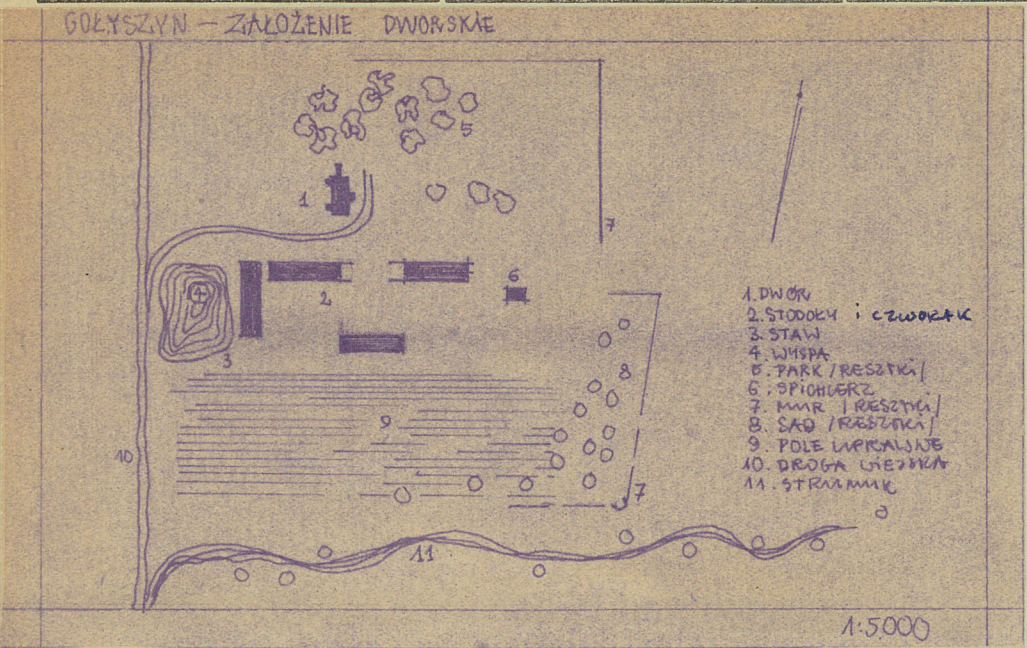 GOŁYSZYN – ZAŁOŻENIE DWORSKIE
5
1
7
6
4
2
3
1. DWÓR
2. STODOŁY i CZWORAK
3. STAW
4. WYSPA
5. PARK /RESZTKI/
6. SPICHLERZ
7. MUR /RESZTKI/
8. SAD /RESZTKI/
9. POLE UPRAWNE
10. DROGA WIEJSKA
11. STRUMYK
8
9
10
7
11
1:5000